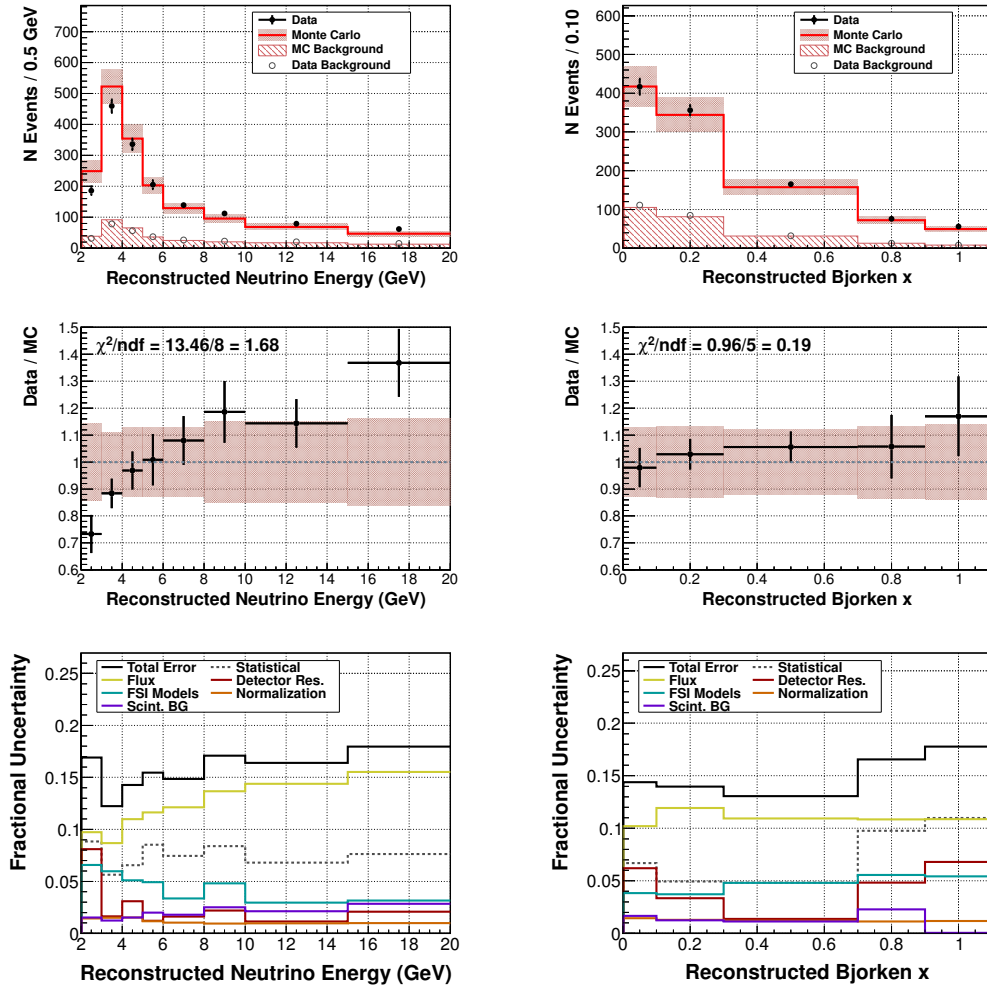 N Events / 0.5 GeV
700
600
500
400
300
200
100
0
Data
Monte Carlo
MC Background
Data Background
2 4 6 8 10 12 14 16 18 20
Reconstructed Neutrino Energy (GeV)
N Events / 0.10
600
500
400
300
200
100
0
Data
Monte Carlo
MC Background
Data Background
0 0.2 0.4 0.6 0.8 1
Reconstructed Bjorken x
Data / MC
1.5
1.4
1.3
1.2
1.1
1
0.9
0.8
0.7
0.6
χ²/ndf = 13.46/8 = 1.68
2 4 6 8 10 12 14 16 18 20
Reconstructed Neutrino Energy (GeV)
Data / MC
1.5
1.4
1.3
1.2
1.1
1
0.9
0.8
0.7
0.6
χ²/ndf = 0.96/5 = 0.19
0 0.2 0.4 0.6 0.8 1
Reconstructed Bjorken x
Fractional Uncertainty
0.25
0.2
0.15
0.1
0.05
0
Total Error Statistical
Flux Detector Res.
FSI Models Normalization
Scint. BG
2 4 6 8 10 12 14 16 18 20
Reconstructed Neutrino Energy (GeV)
Fractional Uncertainty
0.25
0.2
0.15
0.1
0.05
0
Total Error Statistical
Flux Detector Res.
FSI Models Normalization
Scint. BG
0 0.2 0.4 0.6 0.8 1
Reconstructed Bjorken x